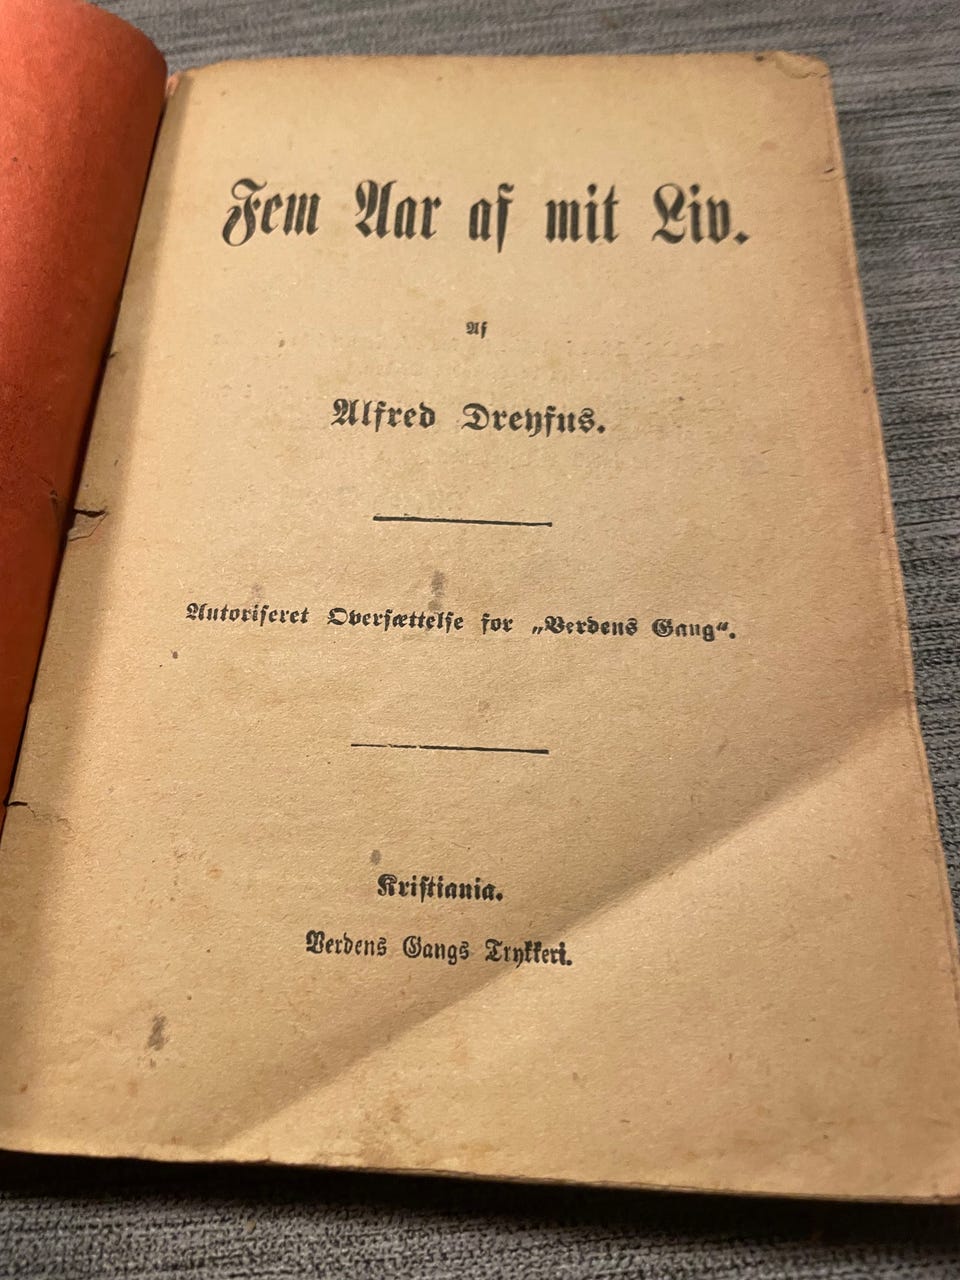 Fem Aar af mit Liv.
Af
Alfred Dreyfus.
Autoriseret Oversættelse for „Verdens Gang“.
Kristiania.
Verdens Gangs Trykkeri.